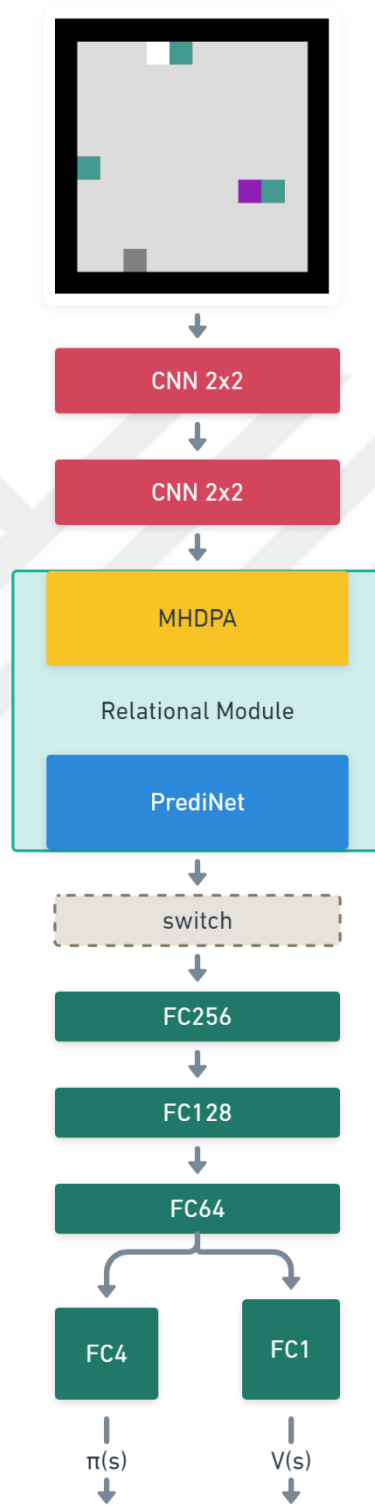 CNN 2x2
CNN 2x2
MHDPA
Relational Module
PrediNet
switch
FC256
FC128
FC64
FC4
FC1
π(s)
V(s)